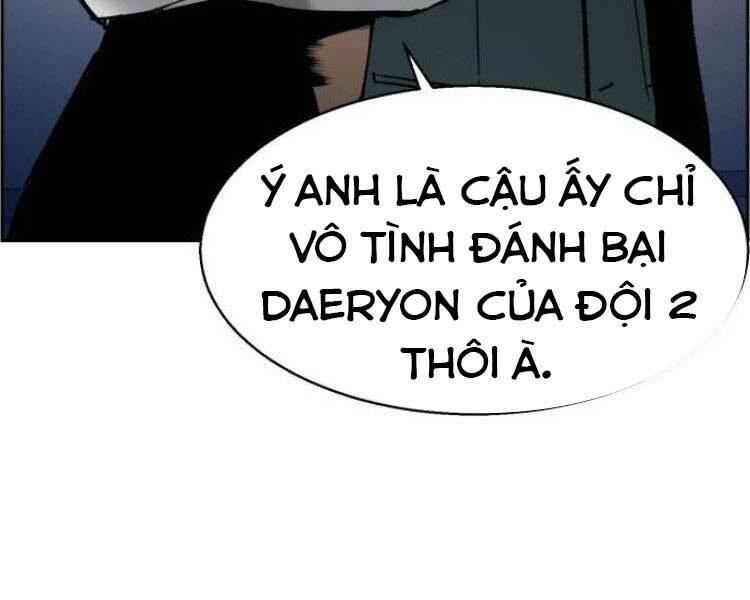 Ý ANH LÀ CẬU ẤY CHỈ
VÔ TÌNH ĐÁNH BẠI
DAERYON CỦA ĐỘI 2
THÔI À.